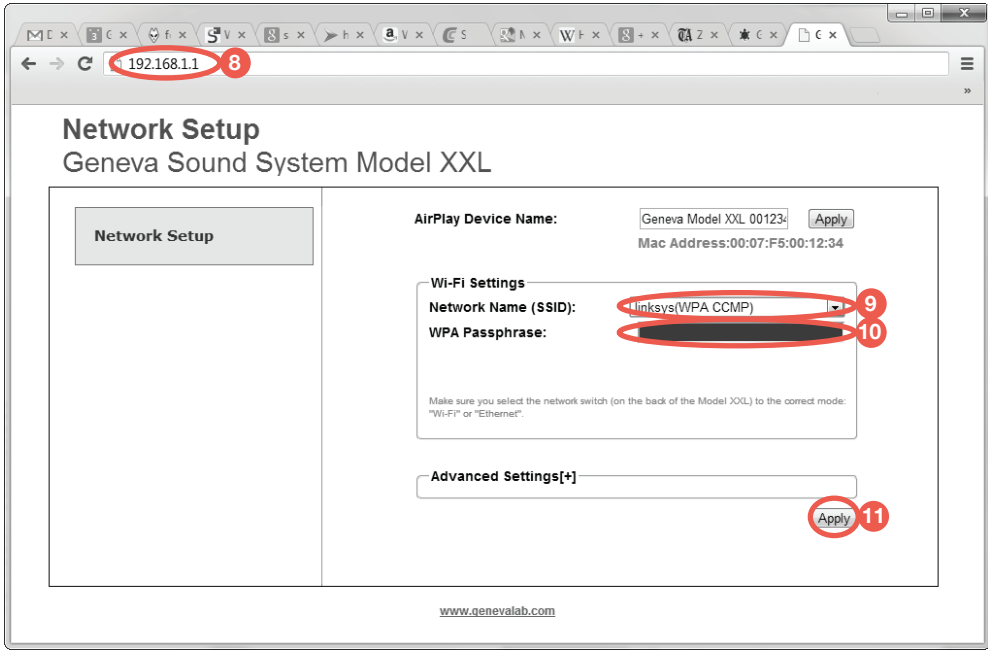 192.168.1.1
8
Network Setup
Geneva Sound System Model XXL
Network Setup
AirPlay Device Name:
Geneva Model XXL 001234
Apply
Mac Address:00:07:F5:00:12:34
Wi-Fi Settings
Network Name (SSID):
linksys(WPA CCMP)
9
WPA Passphrase:
10
Make sure you select the network switch (on the back of the Model XXL) to the correct mode:
"Wi-Fi" or "Ethernet".
Advanced Settings[+]
Apply
11
www.genevalab.com